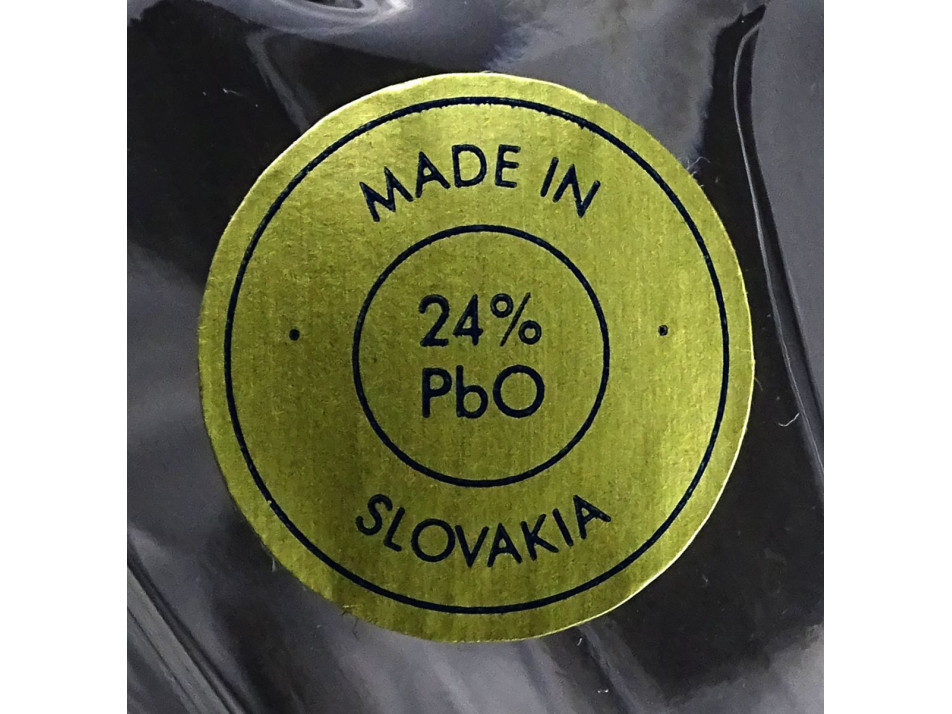 MADE IN
24%
PbO
SLOVAKIA